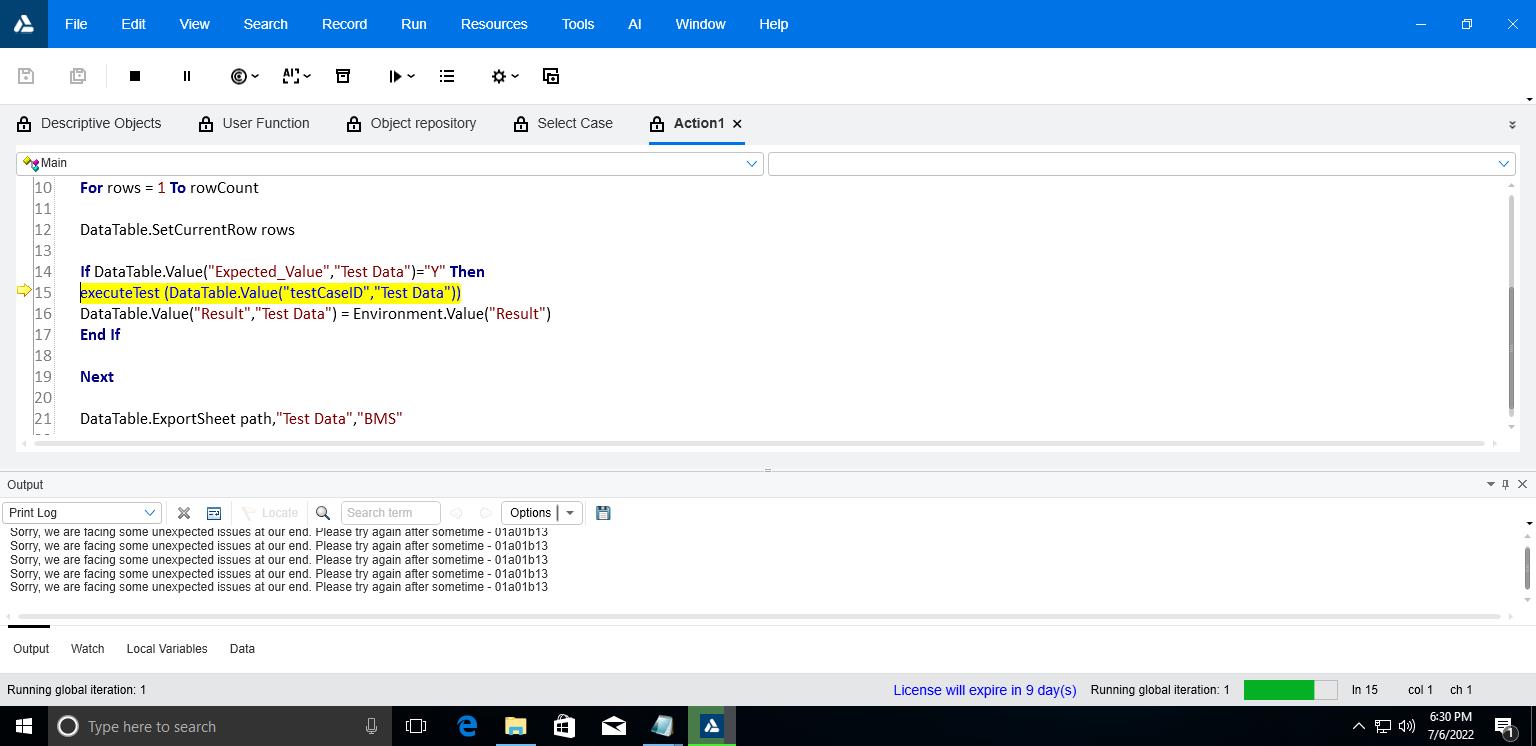 File Edit View Search Record Run Resources Tools AI Window Help
AI
Descriptive Objects User Function Object repository Select Case Action1
Main
10 For rows = 1 To rowCount
11
12 DataTable.SetCurrentRow rows
13
14 If DataTable.Value("Expected_Value","Test Data")="Y" Then
15 executeTest (DataTable.Value("testCaseID","Test Data"))
16 DataTable.Value("Result","Test Data") = Environment.Value("Result")
17 End If
18
19 Next
20
21 DataTable.ExportSheet path,"Test Data","BMS"
Output
Print Log Locate Search term Options
Sorry, we are facing some unexpected issues at our end. Please try again after sometime - 01a01b13
Sorry, we are facing some unexpected issues at our end. Please try again after sometime - 01a01b13
Sorry, we are facing some unexpected issues at our end. Please try again after sometime - 01a01b13
Sorry, we are facing some unexpected issues at our end. Please try again after sometime - 01a01b13
Sorry, we are facing some unexpected issues at our end. Please try again after sometime - 01a01b13
Output Watch Local Variables Data
Running global iteration: 1 License will expire in 9 day(s) Running global iteration: 1 ln 15 col 1 ch 1
Type here to search 6:30 PM
7/6/2022 1